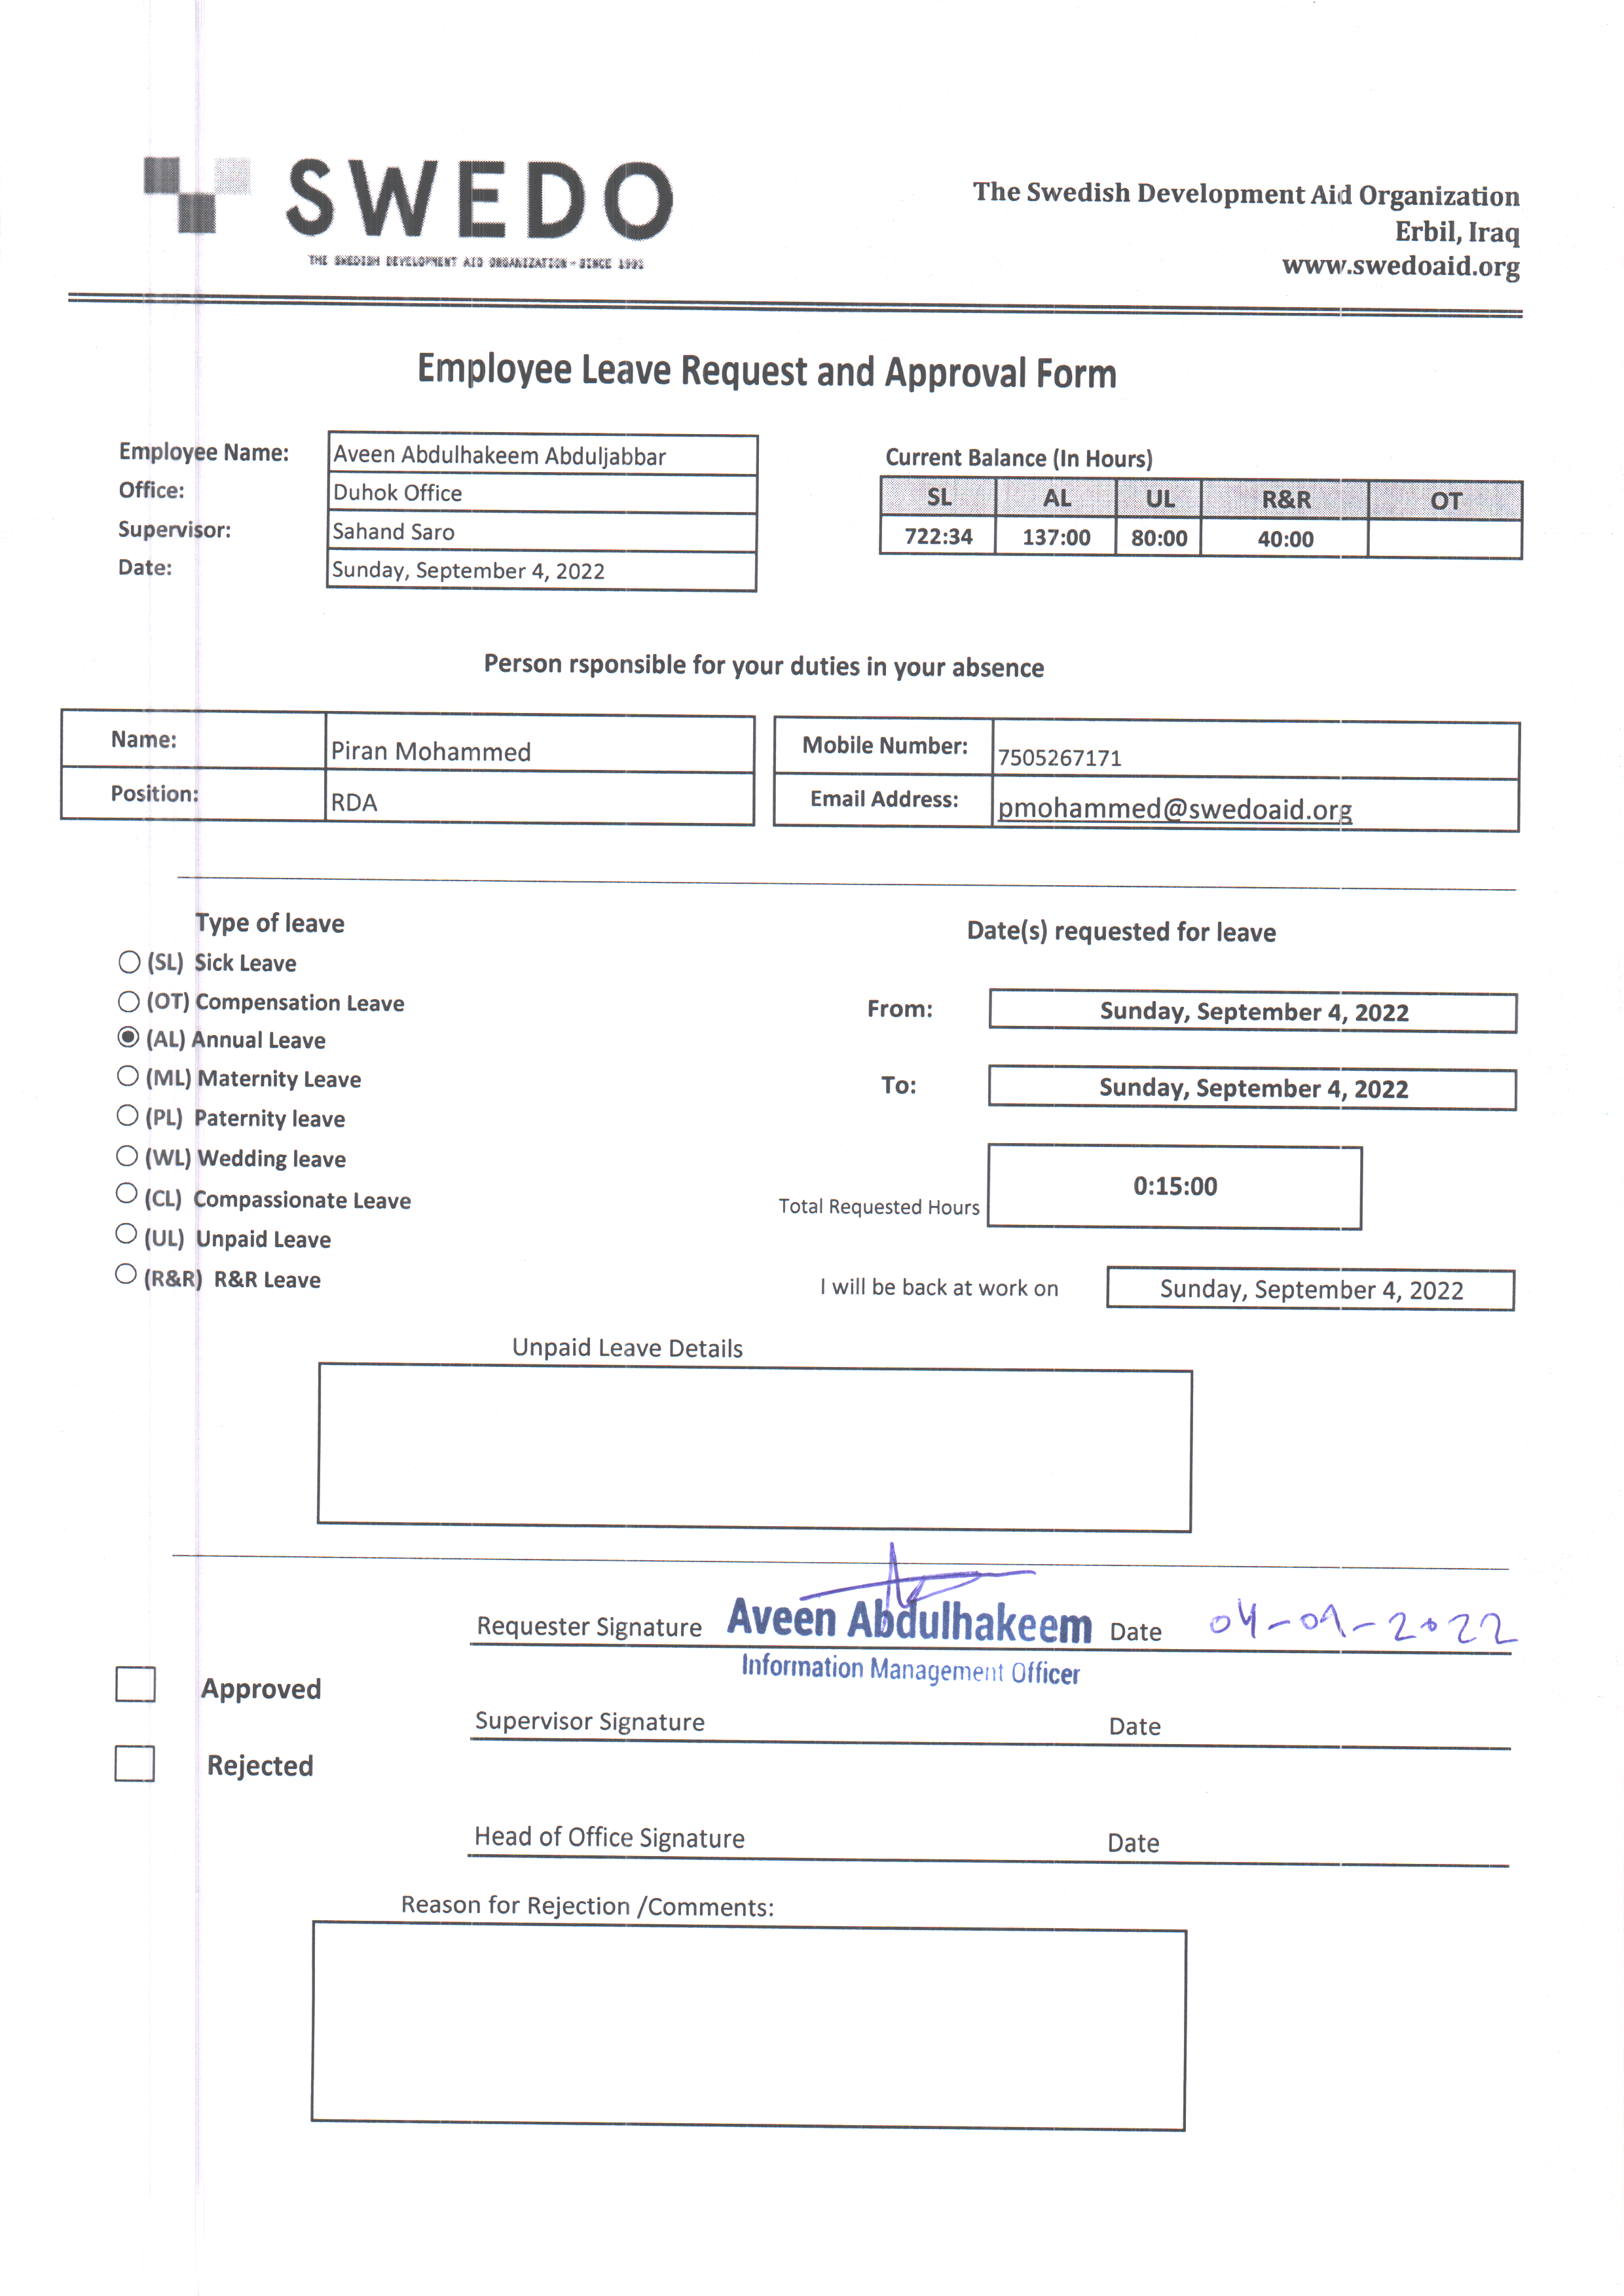 SWEDO
THE SWEDISH DEVELOPMENT AID ORGANIZATION - SINCE 1991
The Swedish Development Aid Organization
Erbil, Iraq
www.swedoaid.org
Employee Leave Request and Approval Form
Employee Name: Aveen Abdulhakeem Abduljabbar
Office: Duhok Office
Supervisor: Sahand Saro
Date: Sunday, September 4, 2022
Current Balance (In Hours)
SL AL UL R&R OT
722:34 137:00 80:00 40:00
Person rsponsible for your duties in your absence
Name: Piran Mohammed Mobile Number: 7505267171
Position: RDA Email Address: pmohammed@swedoaid.org
Type of leave
(SL) Sick Leave
(OT) Compensation Leave
(AL) Annual Leave
(ML) Maternity Leave
(PL) Paternity leave
(WL) Wedding leave
(CL) Compassionate Leave
(UL) Unpaid Leave
(R&R) R&R Leave
Date(s) requested for leave
From: Sunday, September 4, 2022
To: Sunday, September 4, 2022
Total Requested Hours 0:15:00
I will be back at work on Sunday, September 4, 2022
Unpaid Leave Details
Requester Signature Aveen Abdulhakeem Date 04-09-2022
Information Management Officer
Approved
Supervisor Signature Date
Rejected
Head of Office Signature Date
Reason for Rejection /Comments: